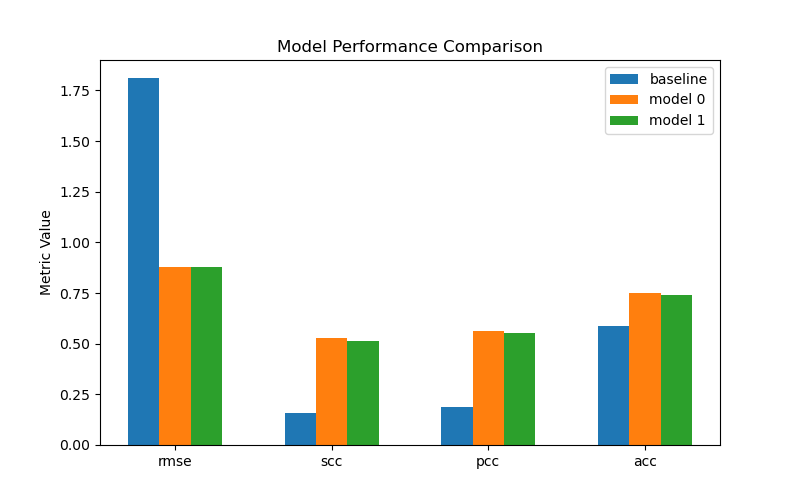 Model Performance Comparison
baseline
model 0
model 1
Metric Value
1.75
1.50
1.25
1.00
0.75
0.50
0.25
0.00
rmse scc pcc acc